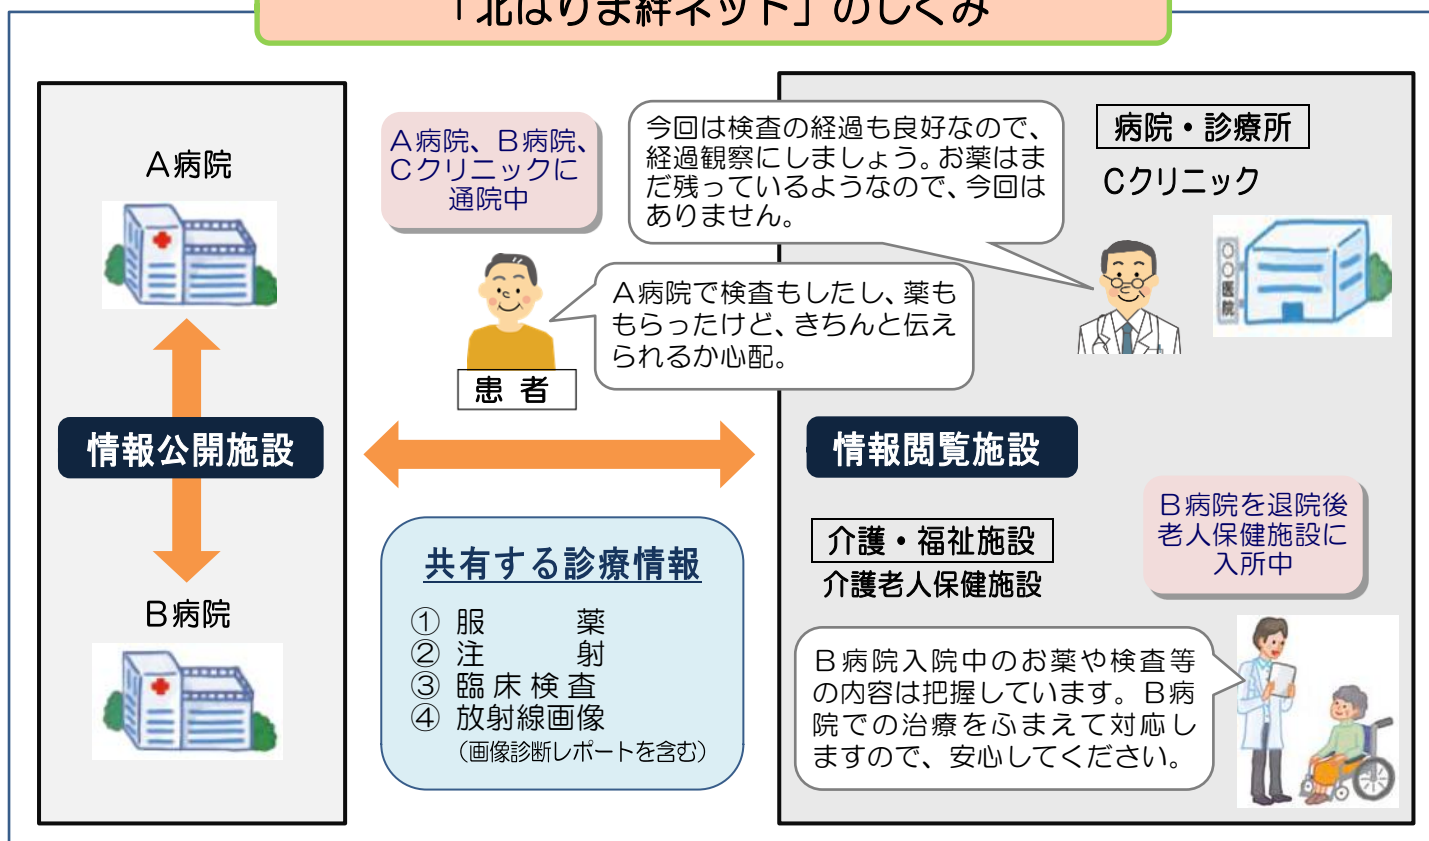 「北はりま絆ネット」のしくみ
A病院
情報公開施設
B病院
A病院、B病院、
Cクリニックに
通院中
今回は検査の経過も良好なので、
経過観察にしましょう。お薬はま
だ残っているようなので、今回は
ありません。
A病院で検査もしたし、薬も
もらったけど、きちんと伝え
られるか心配。
患 者
共有する診療情報
① 服 薬
② 注 射
③ 臨床検査
④ 放射線画像
(画像診断レポートを含む)
病院・診療所
Cクリニック
〇〇医院
情報閲覧施設
B病院を退院後
老人保健施設に
入所中
介護・福祉施設
介護老人保健施設
B病院入院中のお薬や検査等
の内容は把握しています。B病
院での治療をふまえて対応し
ますので、安心してください。